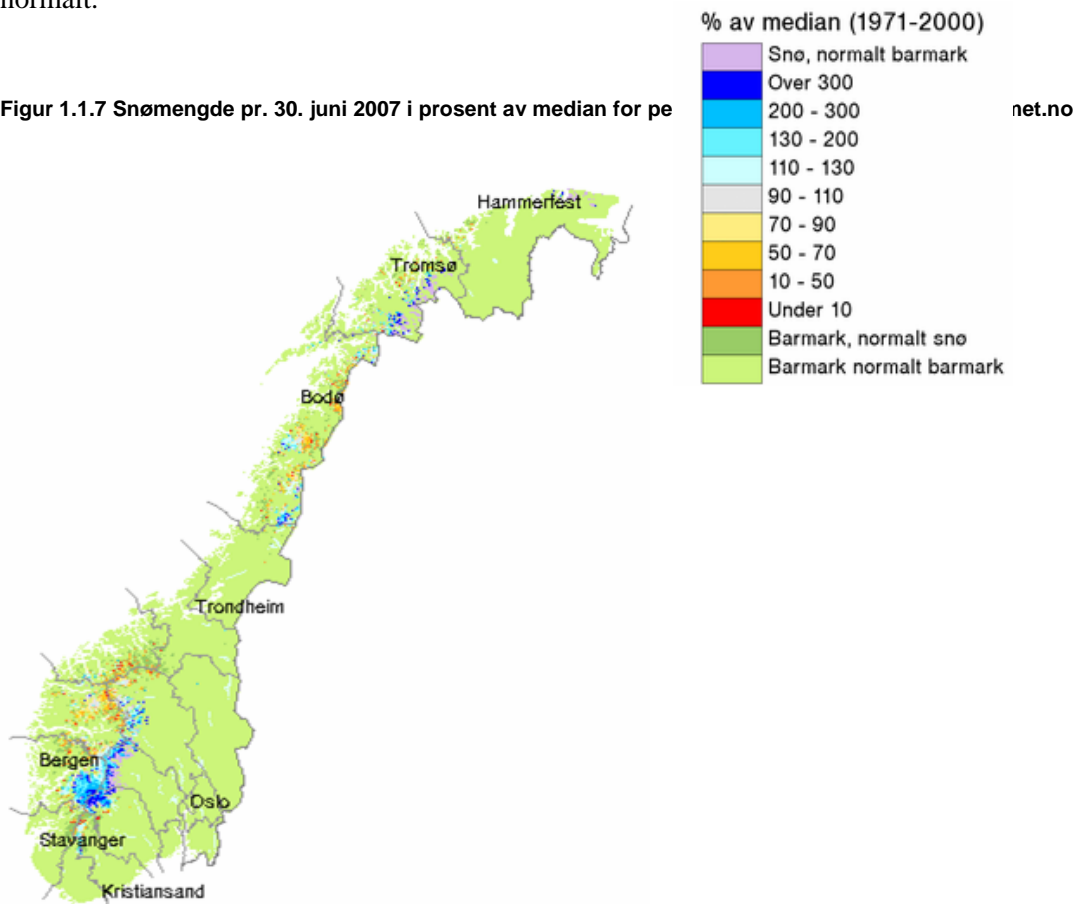 normalt.
% av median (1971-2000)
Snø, normalt barmark
Over 300
200 - 300
130 - 200
110 - 130
90 - 110
70 - 90
50 - 70
10 - 50
Under 10
Barmark, normalt snø
Barmark normalt barmark
Figur 1.1.7 Snømengde pr. 30. juni 2007 i prosent av median for pe met.no
Hammerfest
Tromsø
Bodø
Trondheim
Bergen
Oslo
Stavanger
Kristiansand